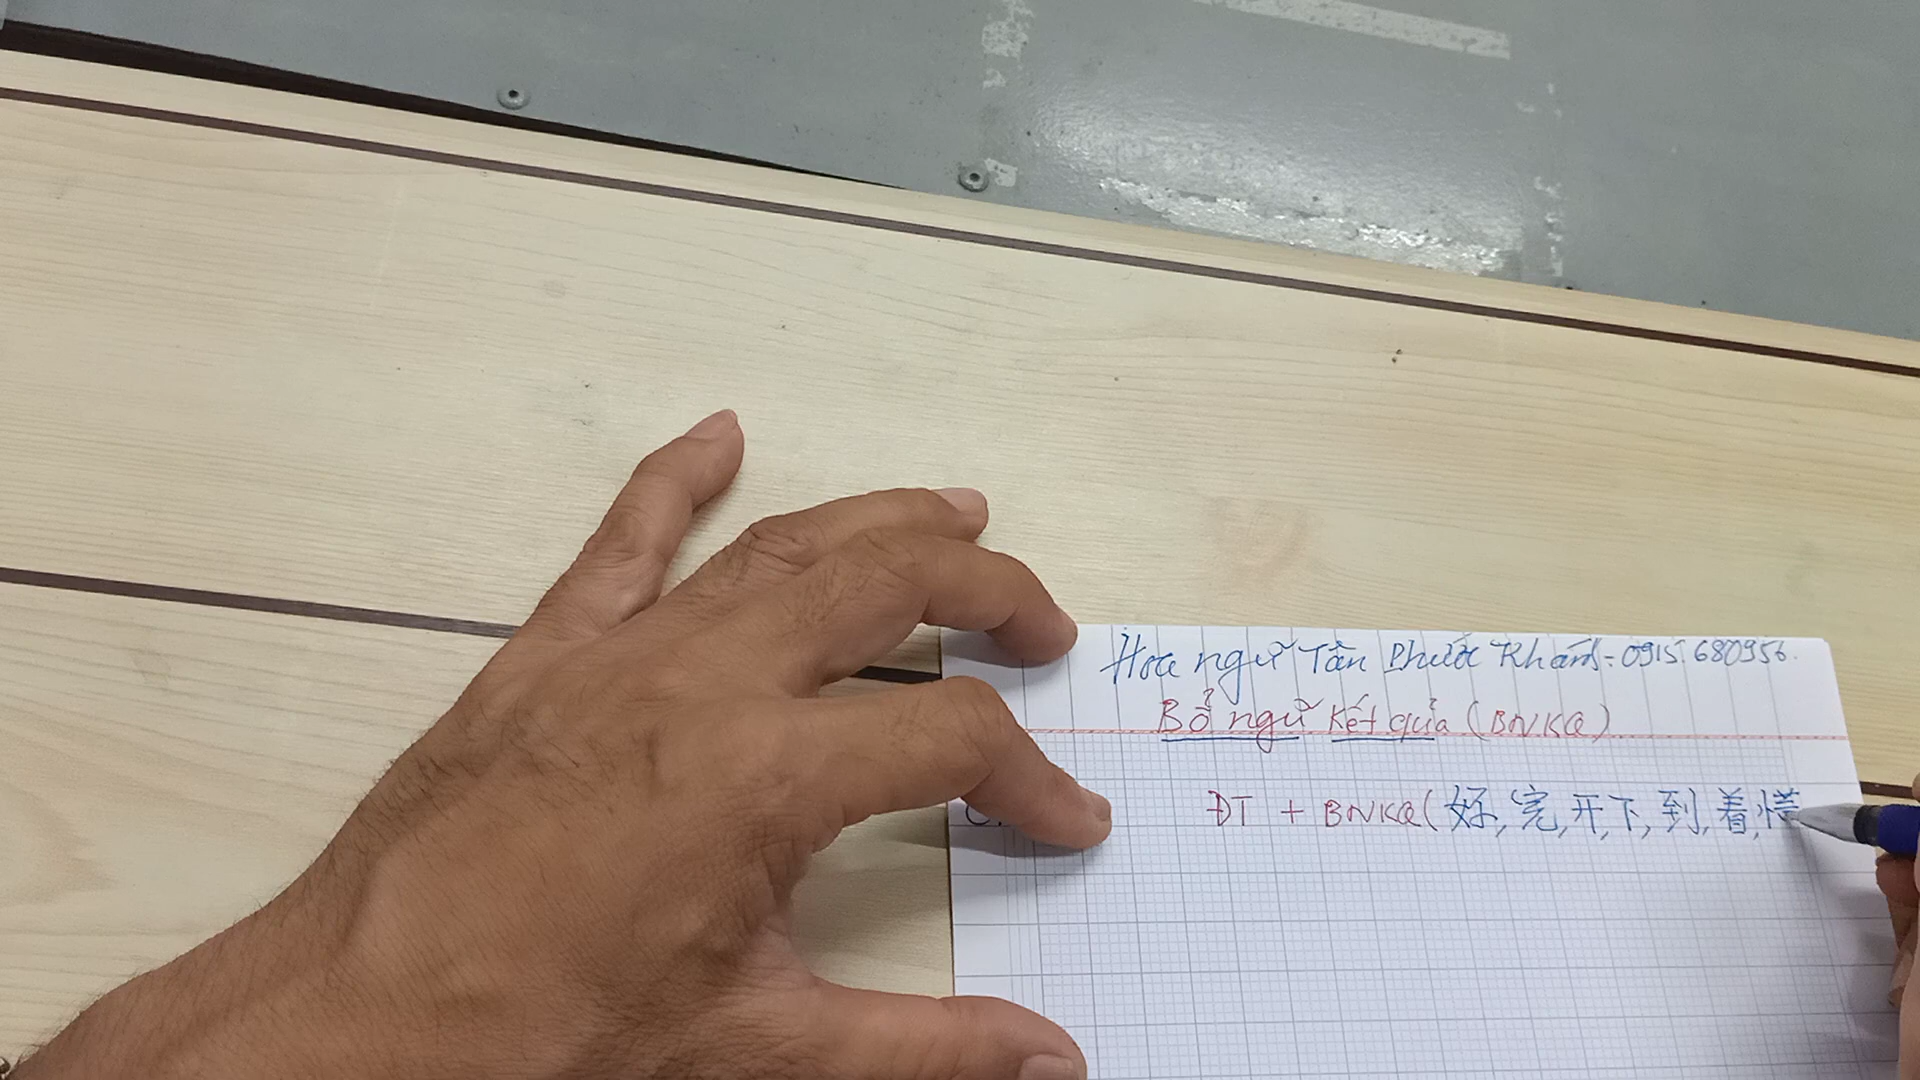 Hoa ngữ Tân Phước Khánh - 0915.680956.
Bổ ngữ kết quả (BNKQ)
ĐT + BNKQ (好, 完, 开, 下, 到, 着,